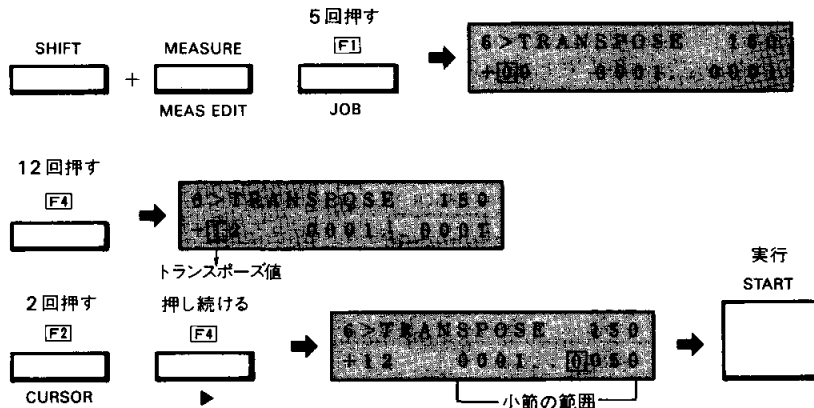 5回押す
SHIFT MEASURE F1
+
MEAS EDIT JOB
6>TRANSPOSE 150
+00 0001..0001
12回押す
F4
6>TRANSPOSE 150
+12 0001..0001
トランスポーズ値
2回押す 押し続ける
F2 F4
CURSOR ▶
6>TRANSPOSE 150
+12 0001..0050
小節の範囲
実行
START